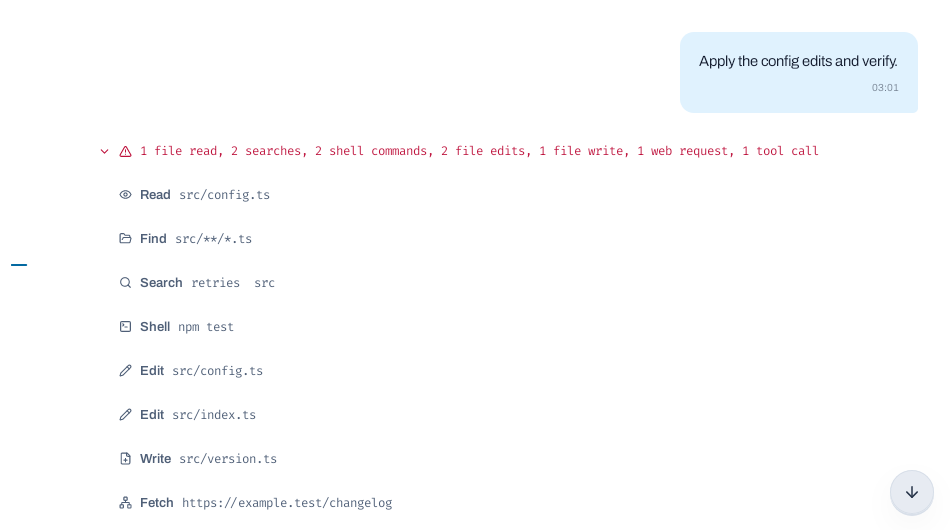 Apply the config edits and verify.
03:01
1 file read, 2 searches, 2 shell commands, 2 file edits, 1 file write, 1 web request, 1 tool call
Read src/config.ts
Find src/**/*.ts
Search retries src
Shell npm test
Edit src/config.ts
Edit src/index.ts
Write src/version.ts
Fetch https://example.test/changelog